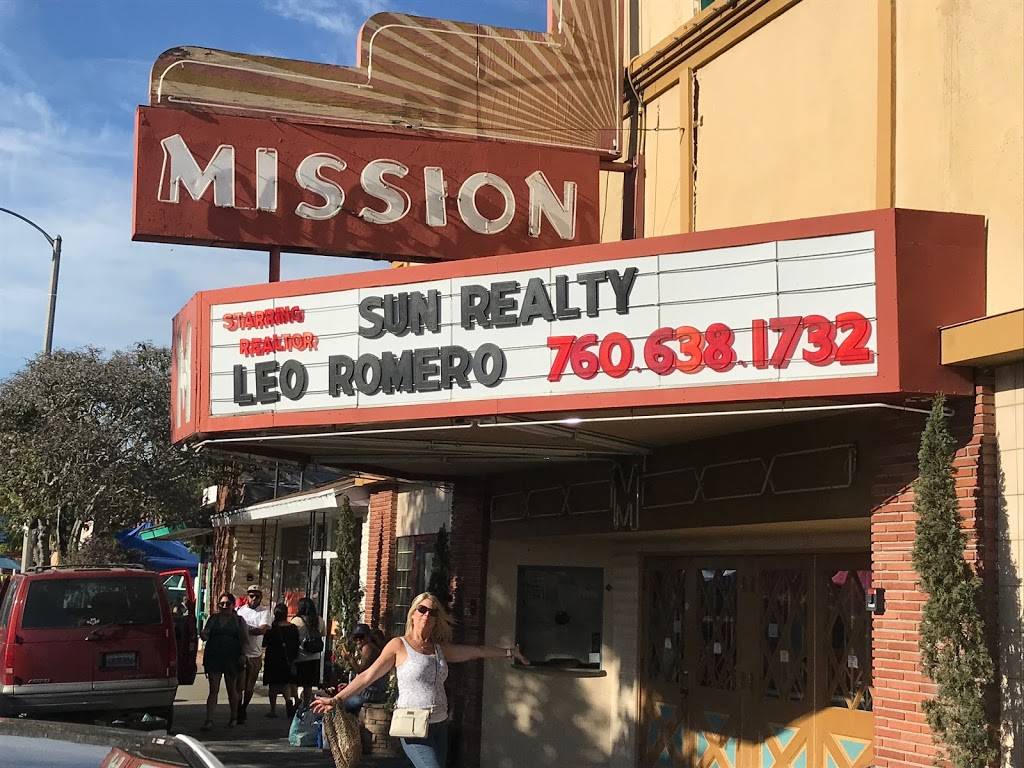 MISSION
STARRING SUN REALTY
REALTOR:
LEO ROMERO 760.638.1732
M